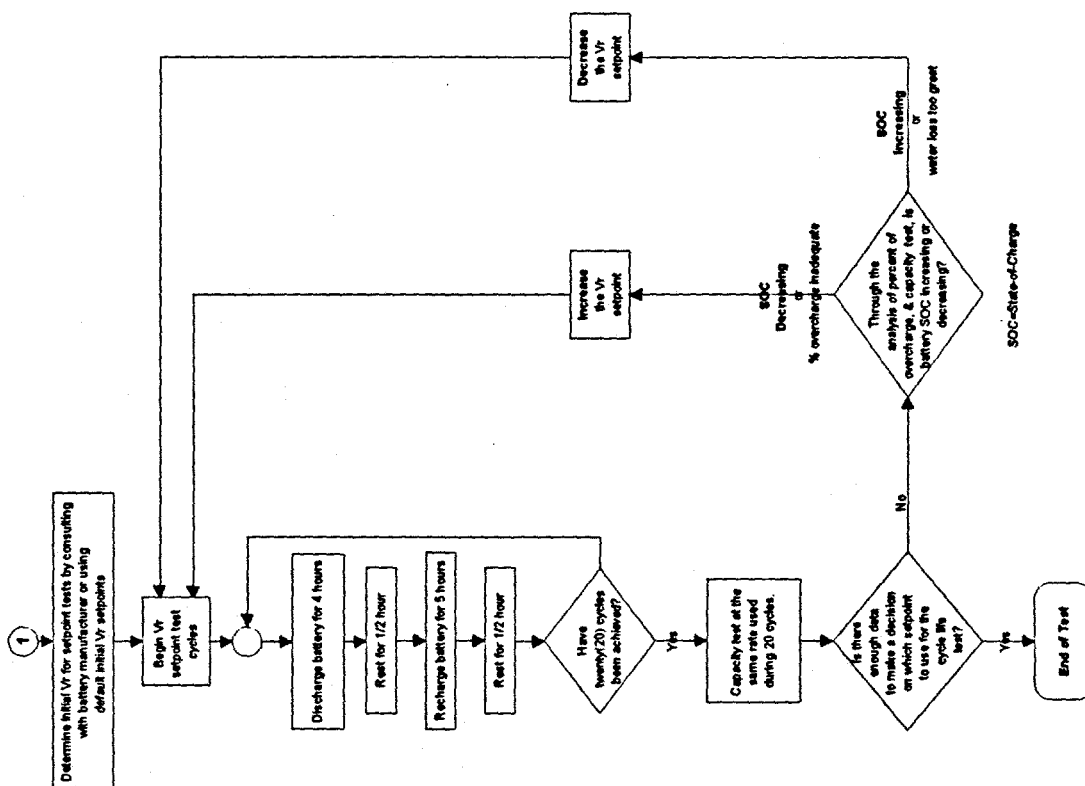 1
Determine initial Vr for setpoint tests by consulting
with battery manufacturer or using
default initial Vr setpoints
Begin Vr
setpoint test
cycles
Discharge battery for 4 hours
Rest for 1/2 hour
Recharge battery for 5 hours
Rest for 1/2 hour
Have
twenty(20) cycles
been achieved?
Yes
Capacity test at the
same rate used
during 20 cycles.
Is there
enough data
to make a decision
on which setpoint
to use for the
cycle life
test?
Yes
End of Test
No
Through the
analysis of percent of
overcharge, & capacity test, is
battery SOC increasing or
decreasing?
SOC=State-of-Charge
SOC
Decreasing
or
% overcharge inadequate
Increase
the Vr
setpoint
SOC
Increasing
or
water loss too great
Decrease
the Vr
setpoint